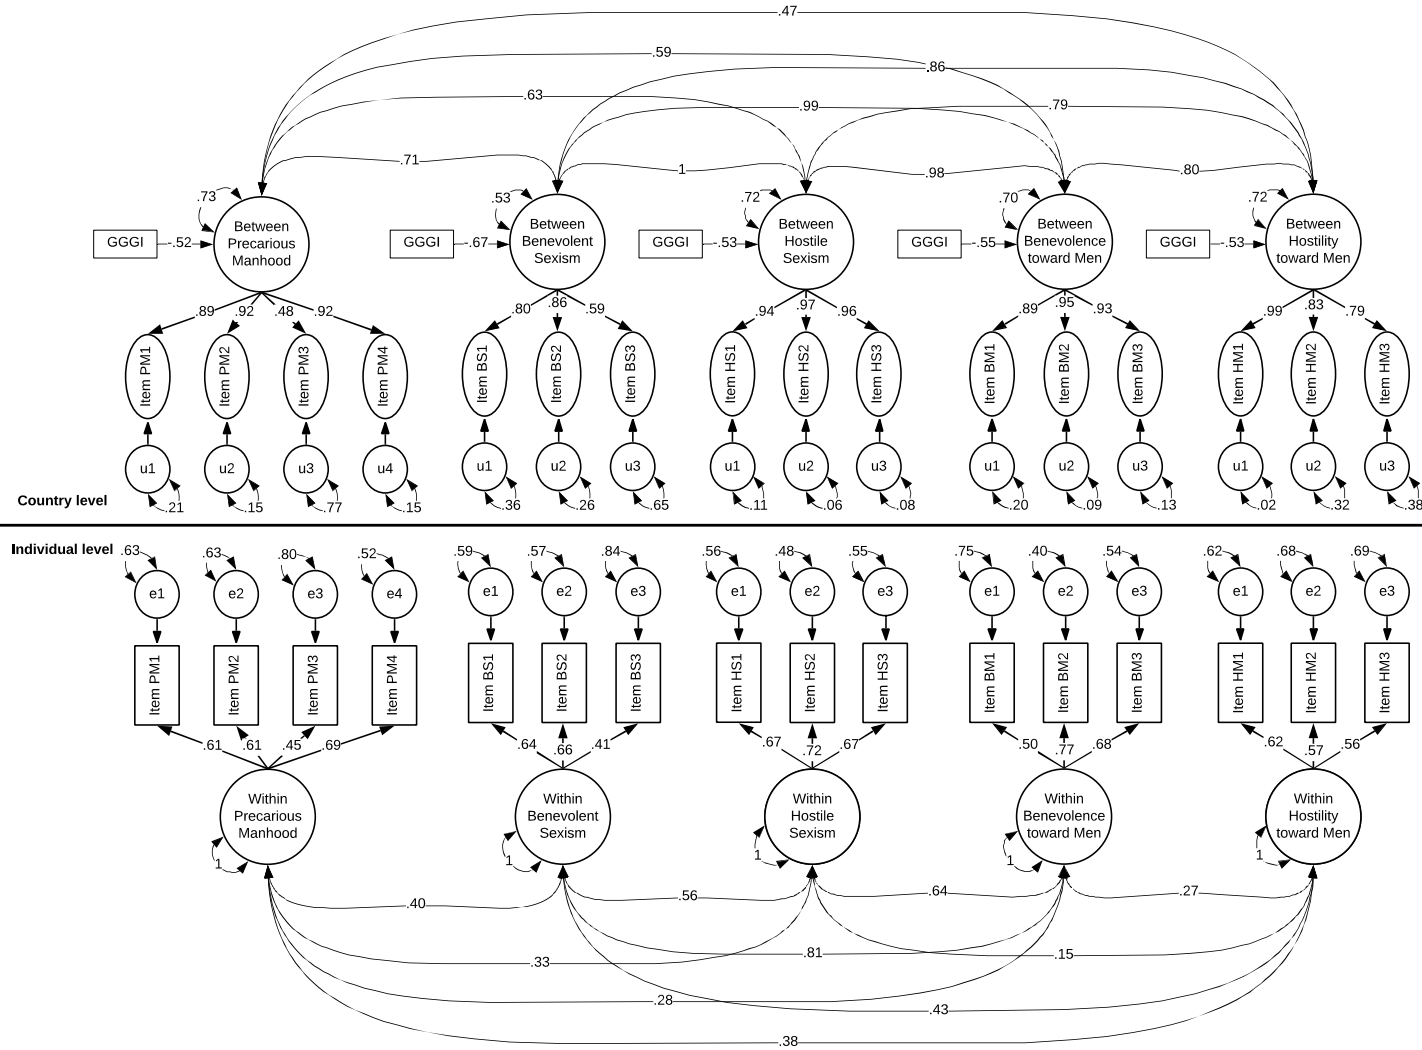 .47
.59
.86
.63
.99
.79
.71
1
.98
.80
.73
.53
.72
.70
.72
Between
Precarious
Manhood
Between
Benevolent
Sexism
Between
Hostile
Sexism
Between
Benevolence
toward Men
Between
Hostility
toward Men
GGGI
-.52
GGGI
-.67
GGGI
-.53
GGGI
-.55
GGGI
-.53
.89 .92 .48 .92
.80 .86 .59
.94 .97 .96
.89 .95 .93
.99 .83 .79
Item PM1
Item PM2
Item PM3
Item PM4
Item BS1
Item BS2
Item BS3
Item HS1
Item HS2
Item HS3
Item BM1
Item BM2
Item BM3
Item HM1
Item HM2
Item HM3
u1 u2 u3 u4
u1 u2 u3
u1 u2 u3
u1 u2 u3
u1 u2 u3
Country level
.21 .15 .77 .15
.36 .26 .65
.11 .06 .08
.20 .09 .13
.02 .32 .38
Individual level
.63 .63 .80 .52
.59 .57 .84
.56 .48 .55
.75 .40 .54
.62 .68 .69
e1 e2 e3 e4
e1 e2 e3
e1 e2 e3
e1 e2 e3
e1 e2 e3
Item PM1
Item PM2
Item PM3
Item PM4
Item BS1
Item BS2
Item BS3
Item HS1
Item HS2
Item HS3
Item BM1
Item BM2
Item BM3
Item HM1
Item HM2
Item HM3
.61 .61 .45 .69
.64 .66 .41
.67 .72 .67
.50 .77 .68
.62 .57 .56
Within
Precarious
Manhood
Within
Benevolent
Sexism
Within
Hostile
Sexism
Within
Benevolence
toward Men
Within
Hostility
toward Men
1
1
1
1
1
.40
.56
.64
.27
.33
.81
.15
.28
.43
.38